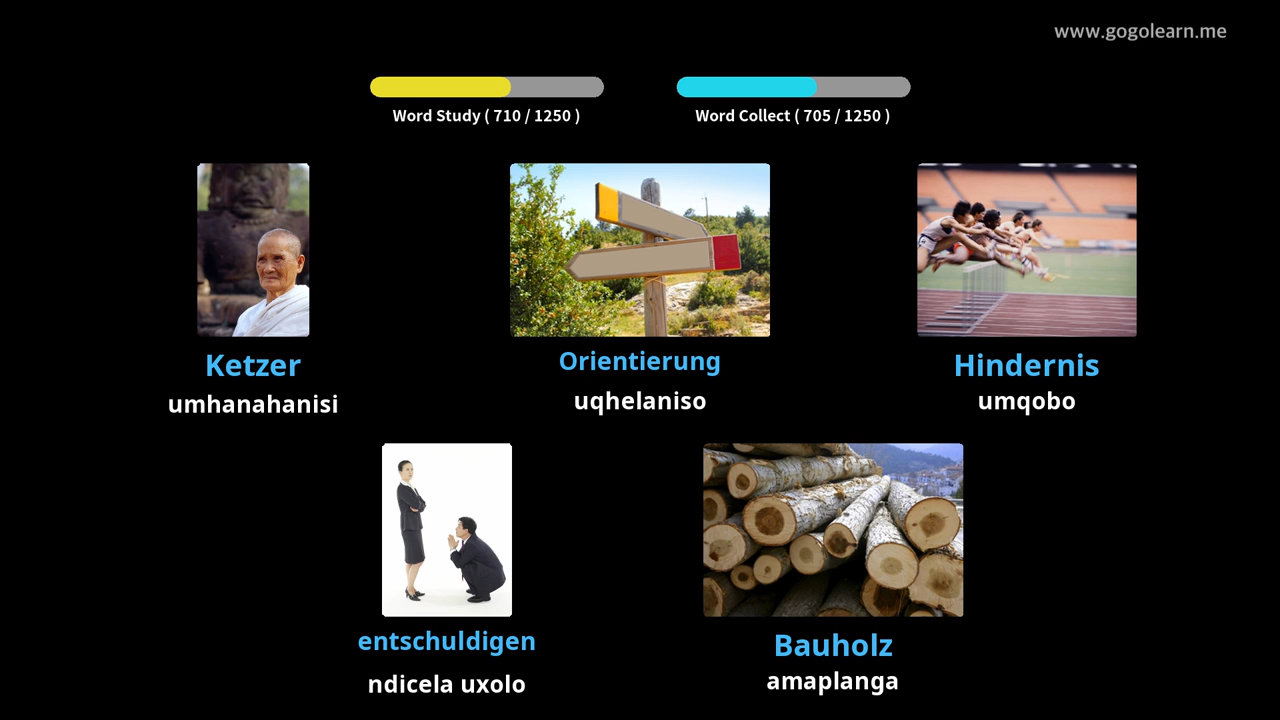 www.gogolearn.me
Word Study ( 710 / 1250 )
Word Collect ( 705 / 1250 )
Ketzer
umhanahanisi
Orientierung
uqhelaniso
Hindernis
umqobo
entschuldigen
ndicela uxolo
Bauholz
amaplanga